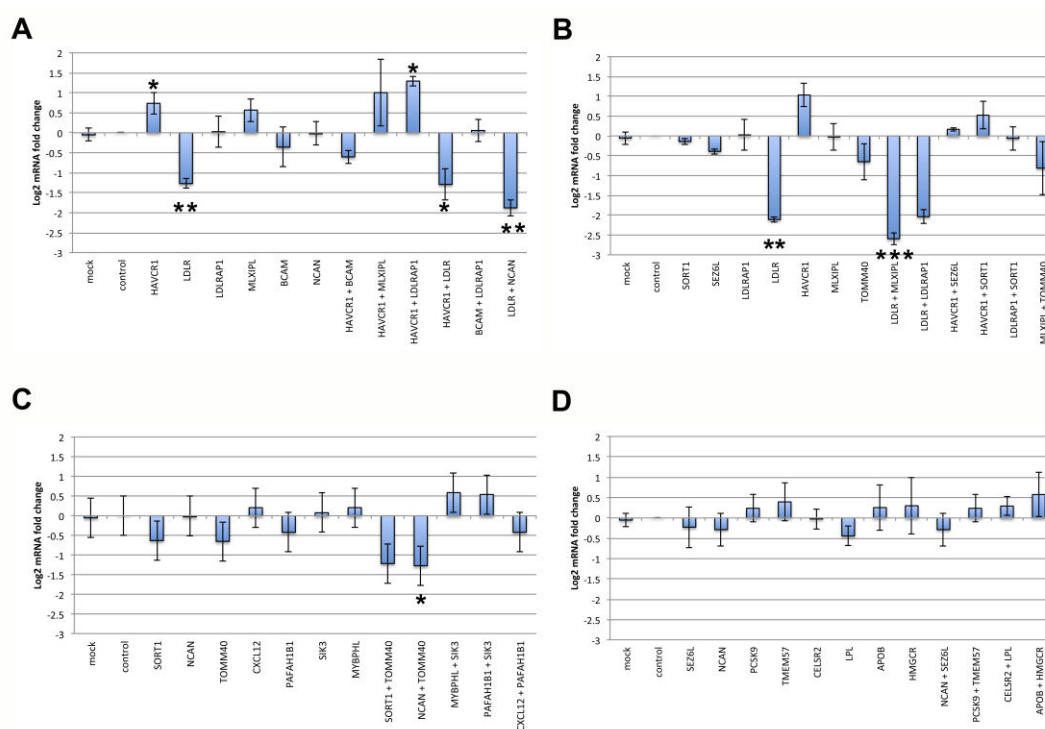 A
Log2 mRNA fold change
2
1.5
1
0.5
0
-0.5
-1
-1.5
-2
-2.5
-3
*
**
*
*
**
mock
control
HAVCR1
LDLR
LDLRAP1
MLXIPL
BCAM
NCAN
HAVCR1 + BCAM
HAVCR1 + MLXIPL
HAVCR1 + LDLRAP1
HAVCR1 + LDLR
BCAM + LDLRAP1
LDLR + NCAN
B
Log2 mRNA fold change
2
1.5
1
0.5
0
-0.5
-1
-1.5
-2
-2.5
-3
**
***
mock
control
SORT1
SEZ6L
LDLRAP1
LDLR
HAVCR1
MLXIPL
TOMM40
LDLR + MLXIPL
LDLR + LDLRAP1
HAVCR1 + SEZ6L
HAVCR1 + SORT1
LDLRAP1 + SORT1
MLXIPL + TOMM40
C
Log2 mRNA fold change
2
1.5
1
0.5
0
-0.5
-1
-1.5
-2
-2.5
-3
*
mock
control
SORT1
NCAN
TOMM40
CXCL12
PAFAH1B1
SIK3
MYBPHL
SORT1 + TOMM40
NCAN + TOMM40
MYBPHL + SIK3
PAFAH1B1 + SIK3
CXCL12 + PAFAH1B1
D
Log2 mRNA fold change
2
1.5
1
0.5
0
-0.5
-1
-1.5
-2
-2.5
-3
mock
control
SEZ6L
NCAN
PCSK9
TMEM57
CELSR2
LPL
APOB
HMGCR
NCAN + SEZ6L
PCSK9 + TMEM57
CELSR2 + LPL
APOB + HMGCR